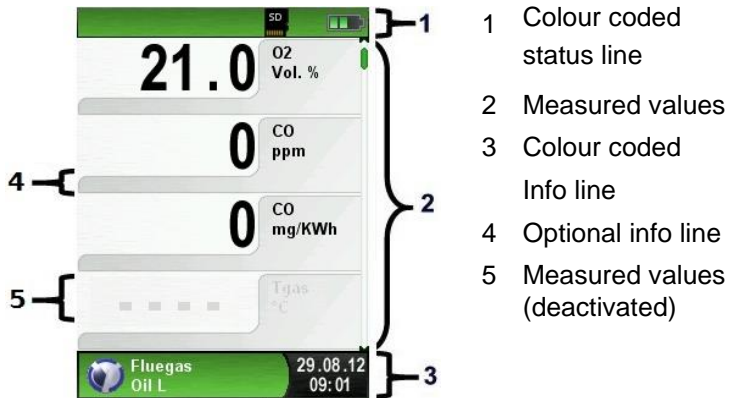 SD
1
21.0 O2
Vol. %
0 CO
ppm
4
0 CO
mg/KWh
2
5
- - - - Tgas
°C
Fluegas
Oil L
29.08.12
09:01
3
1 Colour coded
status line
2 Measured values
3 Colour coded
Info line
4 Optional info line
5 Measured values
(deactivated)